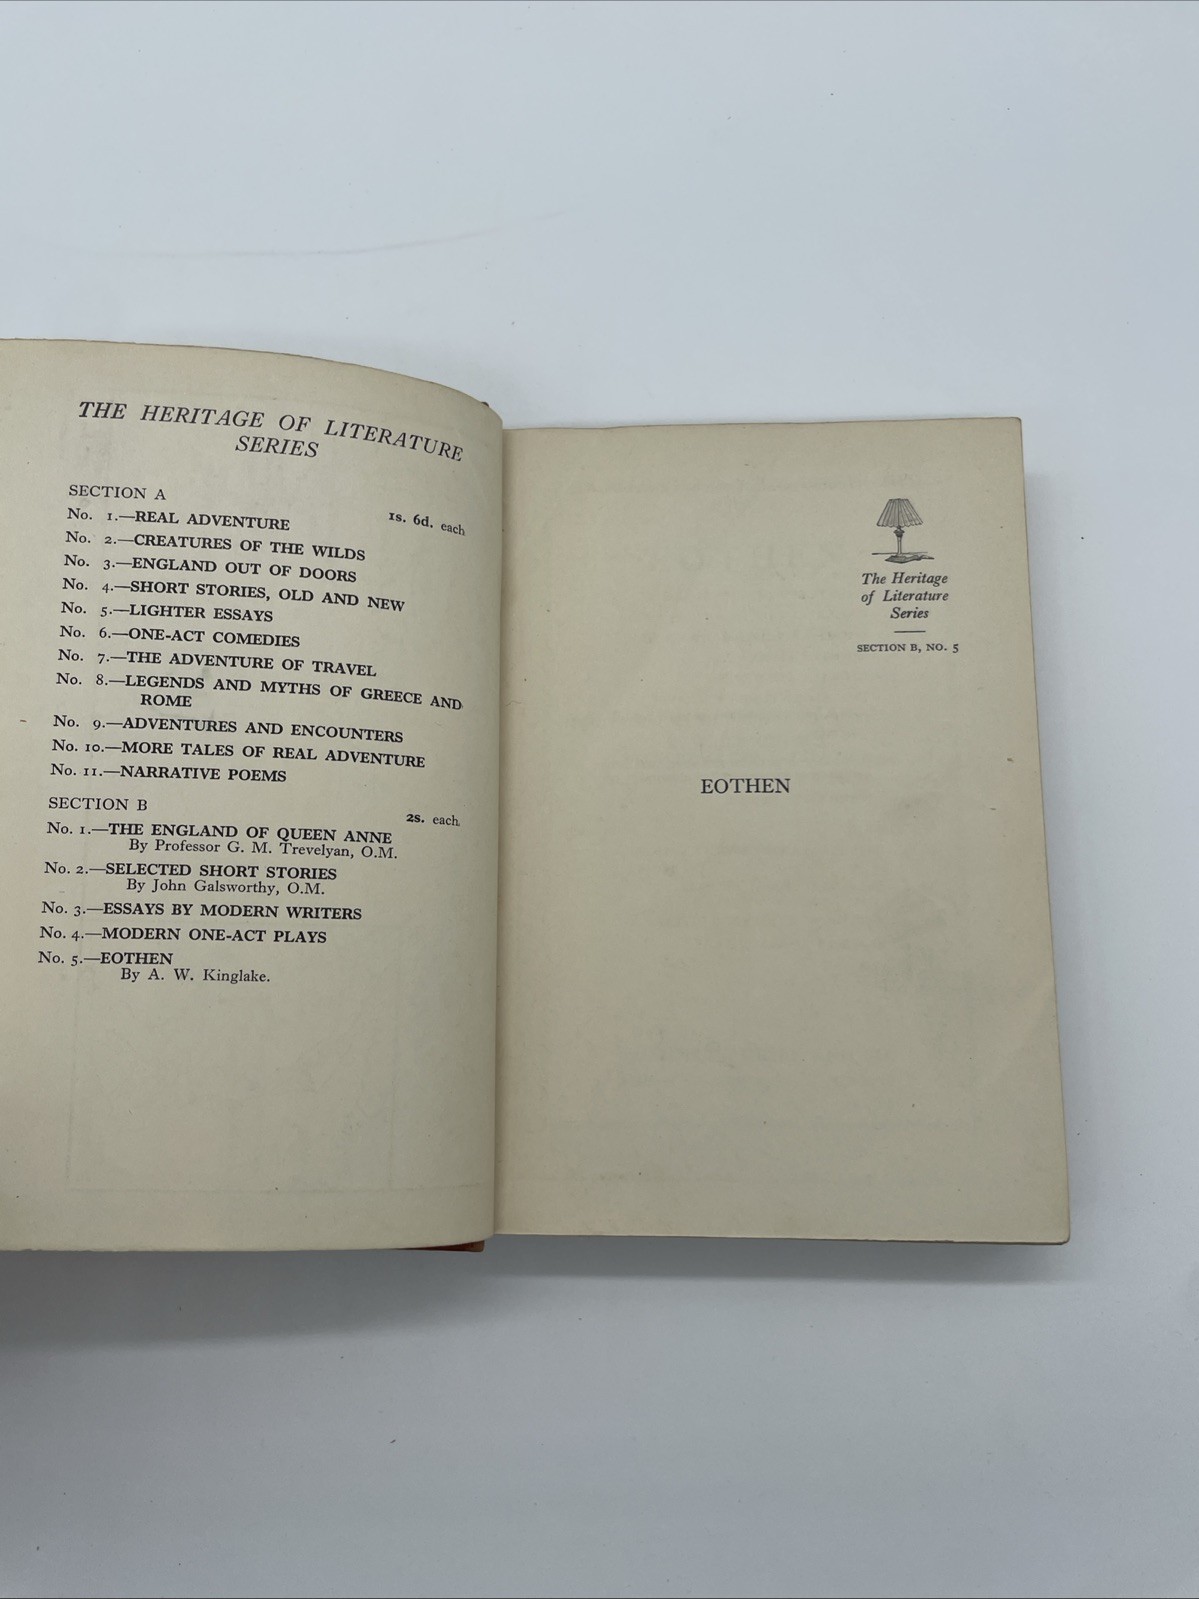 THE HERITAGE OF LITERATURE
SERIES
SECTION A
1s. 6d. each
No. 1.—REAL ADVENTURE
No. 2.—CREATURES OF THE WILDS
No. 3.—ENGLAND OUT OF DOORS
No. 4.—SHORT STORIES, OLD AND NEW
No. 5.—LIGHTER ESSAYS
No. 6.—ONE-ACT COMEDIES
No. 7.—THE ADVENTURE OF TRAVEL
No. 8.—LEGENDS AND MYTHS OF GREECE AND
ROME
No. 9.—ADVENTURES AND ENCOUNTERS
No. 10.—MORE TALES OF REAL ADVENTURE
No. 11.—NARRATIVE POEMS
SECTION B
2s. each.
No. 1.—THE ENGLAND OF QUEEN ANNE
By Professor G. M. Trevelyan, O.M.
No. 2.—SELECTED SHORT STORIES
By John Galsworthy, O.M.
No. 3.—ESSAYS BY MODERN WRITERS
No. 4.—MODERN ONE-ACT PLAYS
No. 5.—EOTHEN
By A. W. Kinglake.
The Heritage
of Literature
Series
SECTION B, NO. 5
EOTHEN